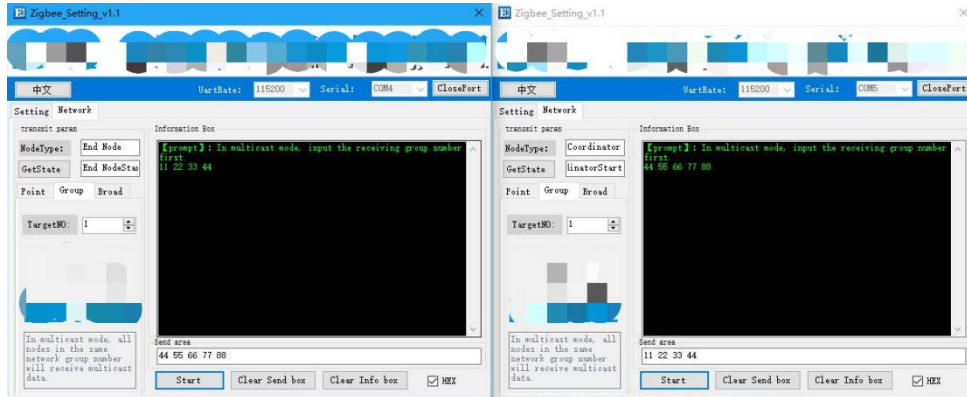 Zigbee_Setting_v1.1
中文
UartRate: 115200 Serial: COM4 ClosePort
Setting Network
transmit param
NodeType: End Node
GetState End NodeStar
Point Group Broad
TargetNO: 1
In multicast mode, all
nodes in the same
network group number
will receive multicast
data.
Information Box
【prompt】: In multicast mode, input the receiving group number
first.
11 22 33 44
Send area
44 55 66 77 88
Start Clear Send box Clear Info box HEX
Zigbee_Setting_v1.1
中文
UartRate: 115200 Serial: COM5 ClosePort
Setting Network
transmit param
NodeType: Coordinator
GetState linatorStart
Point Group Broad
TargetNO: 1
In multicast mode, all
nodes in the same
network group number
will receive multicast
data.
Information Box
【prompt】: In multicast mode, input the receiving group number
first.
44 55 66 77 88
Send area
11 22 33 44
Start Clear Send box Clear Info box HEX